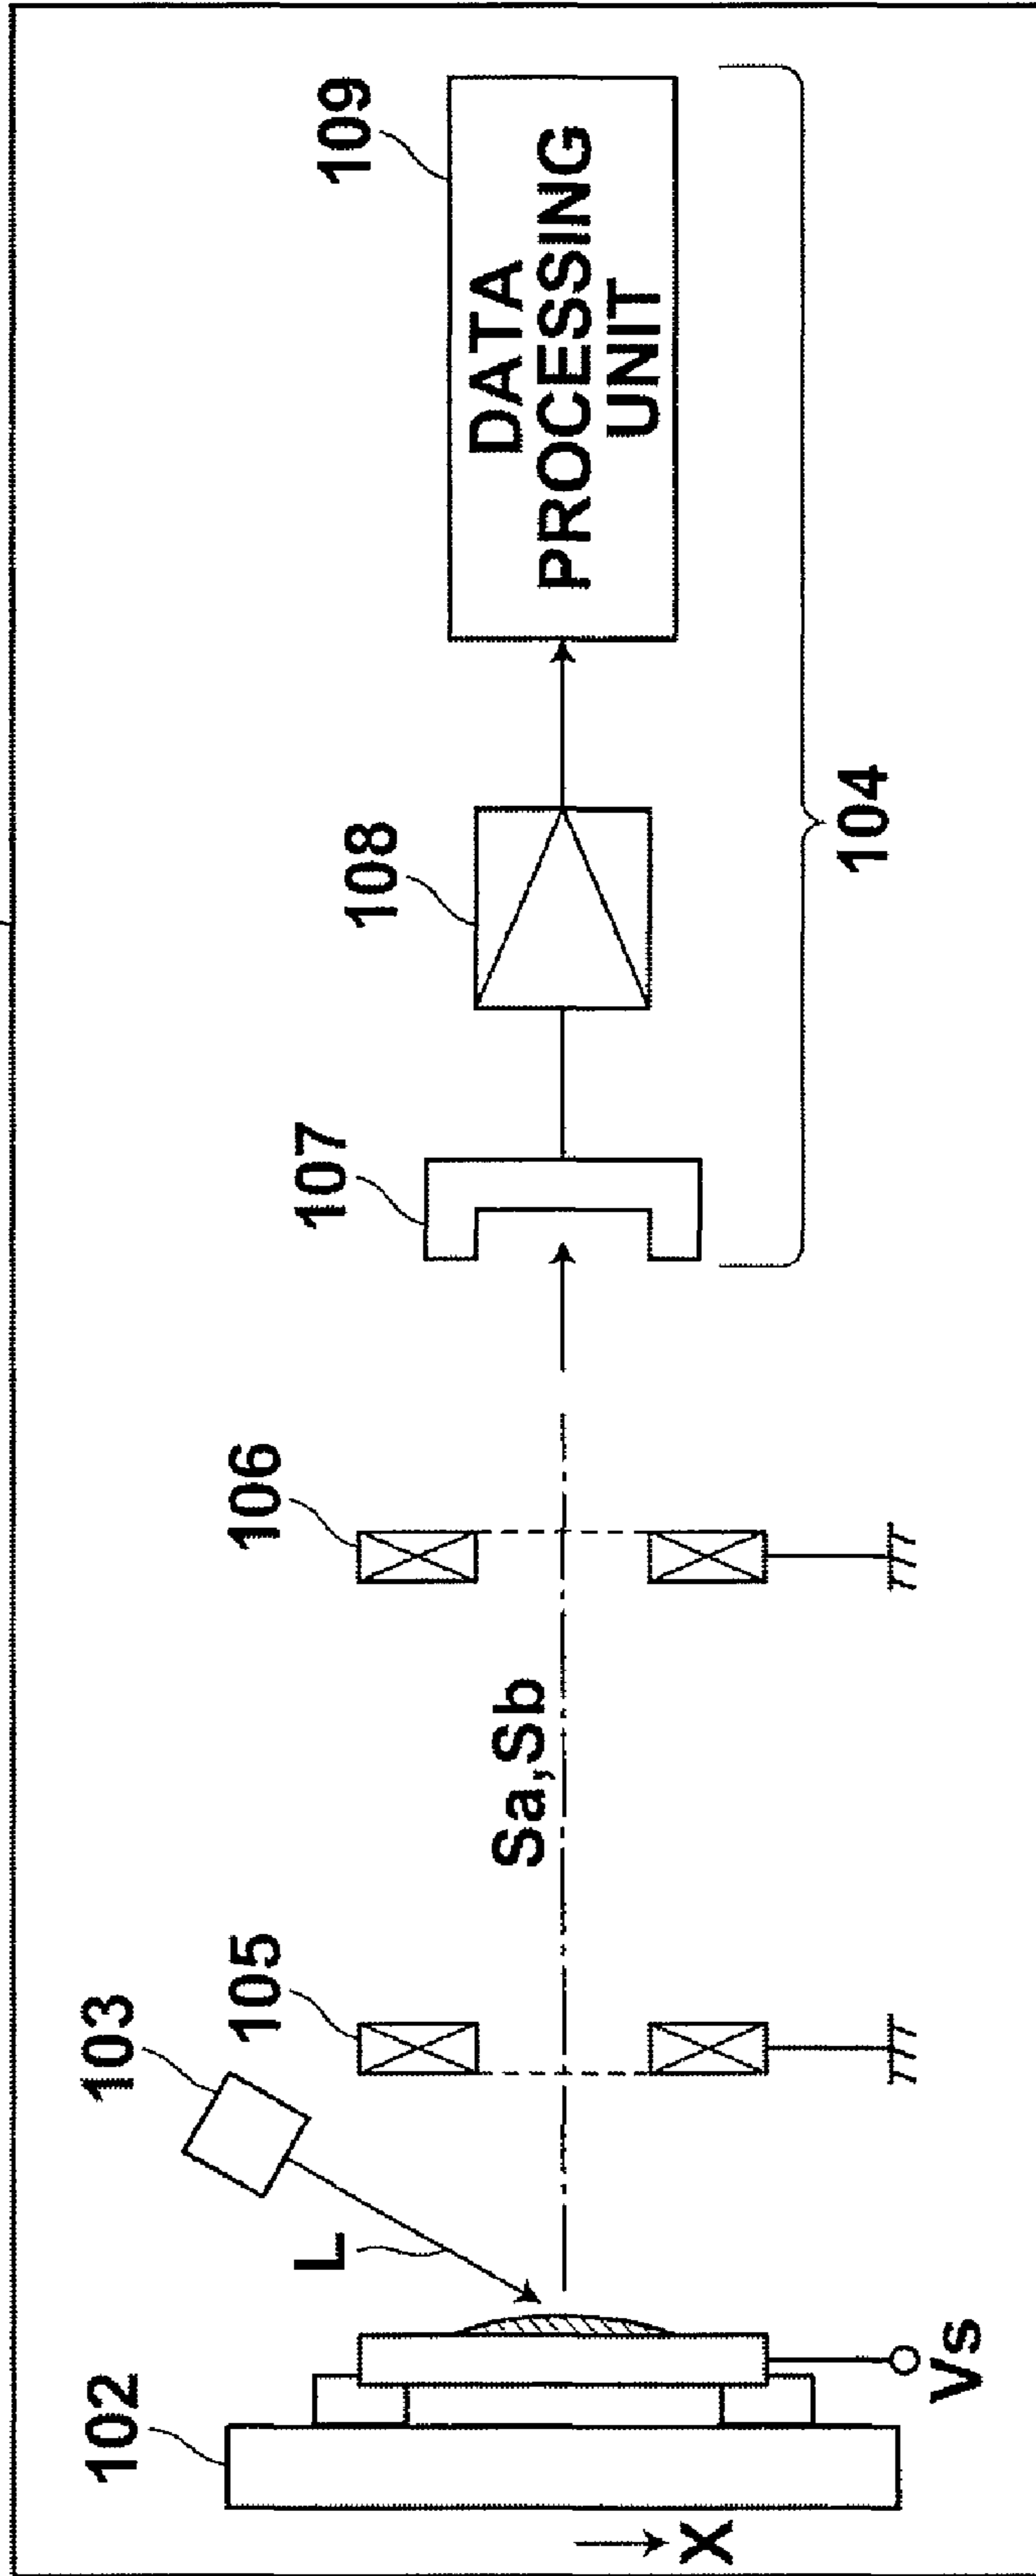 109
DATA
PROCESSING
UNIT
108
104
107
106
Sa,Sb
105
103
L
102
Vs
X